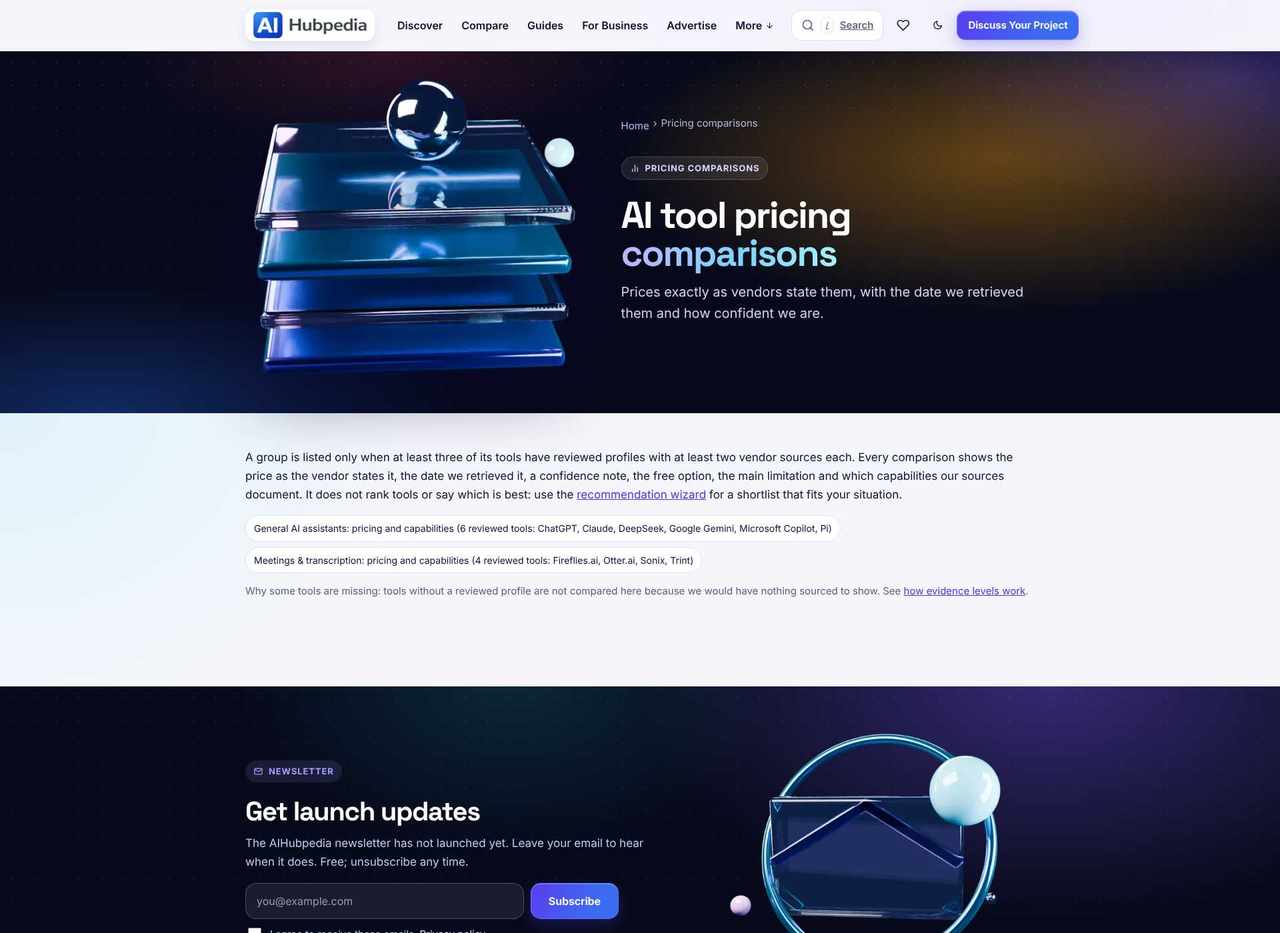 AI Hubpedia
Discover
Compare
Guides
For Business
Advertise
More ↓
/
Search
Discuss Your Project
Home › Pricing comparisons
PRICING COMPARISONS
AI tool pricing
comparisons
Prices exactly as vendors state them, with the date we retrieved
them and how confident we are.
A group is listed only when at least three of its tools have reviewed profiles with at least two vendor sources each. Every comparison shows the
price as the vendor states it, the date we retrieved it, a confidence note, the free option, the main limitation and which capabilities our sources
document. It does not rank tools or say which is best: use the recommendation wizard for a shortlist that fits your situation.
General AI assistants: pricing and capabilities (6 reviewed tools: ChatGPT, Claude, DeepSeek, Google Gemini, Microsoft Copilot, Pi)
Meetings & transcription: pricing and capabilities (4 reviewed tools: Fireflies.ai, Otter.ai, Sonix, Trint)
Why some tools are missing: tools without a reviewed profile are not compared here because we would have nothing sourced to show. See how evidence levels work.
NEWSLETTER
Get launch updates
The AIHubpedia newsletter has not launched yet. Leave your email to hear
when it does. Free; unsubscribe any time.
you@example.com
Subscribe
I agree to receive these emails. Privacy policy